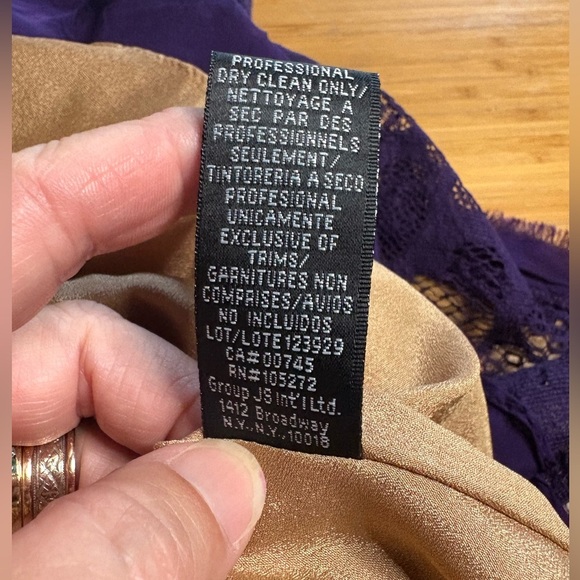 PROFESSIONAL
DRY CLEAN ONLY/
NETTOYAGE A
SEC PAR DES
PROFESSIONNELS
SEULEMENT/
TINTORERIA A SECO
PROFESIONAL
UNICAMENTE
EXCLUSIVE OF
TRIMS/
GARNITURES NON
COMPRISES/AVIOS
NO INCLUIDOS
LOT/LOTE 123929
CA#00745
RN#105272
Group JS Int'l Ltd.
1412 Broadway
N.Y., N.Y. 10018